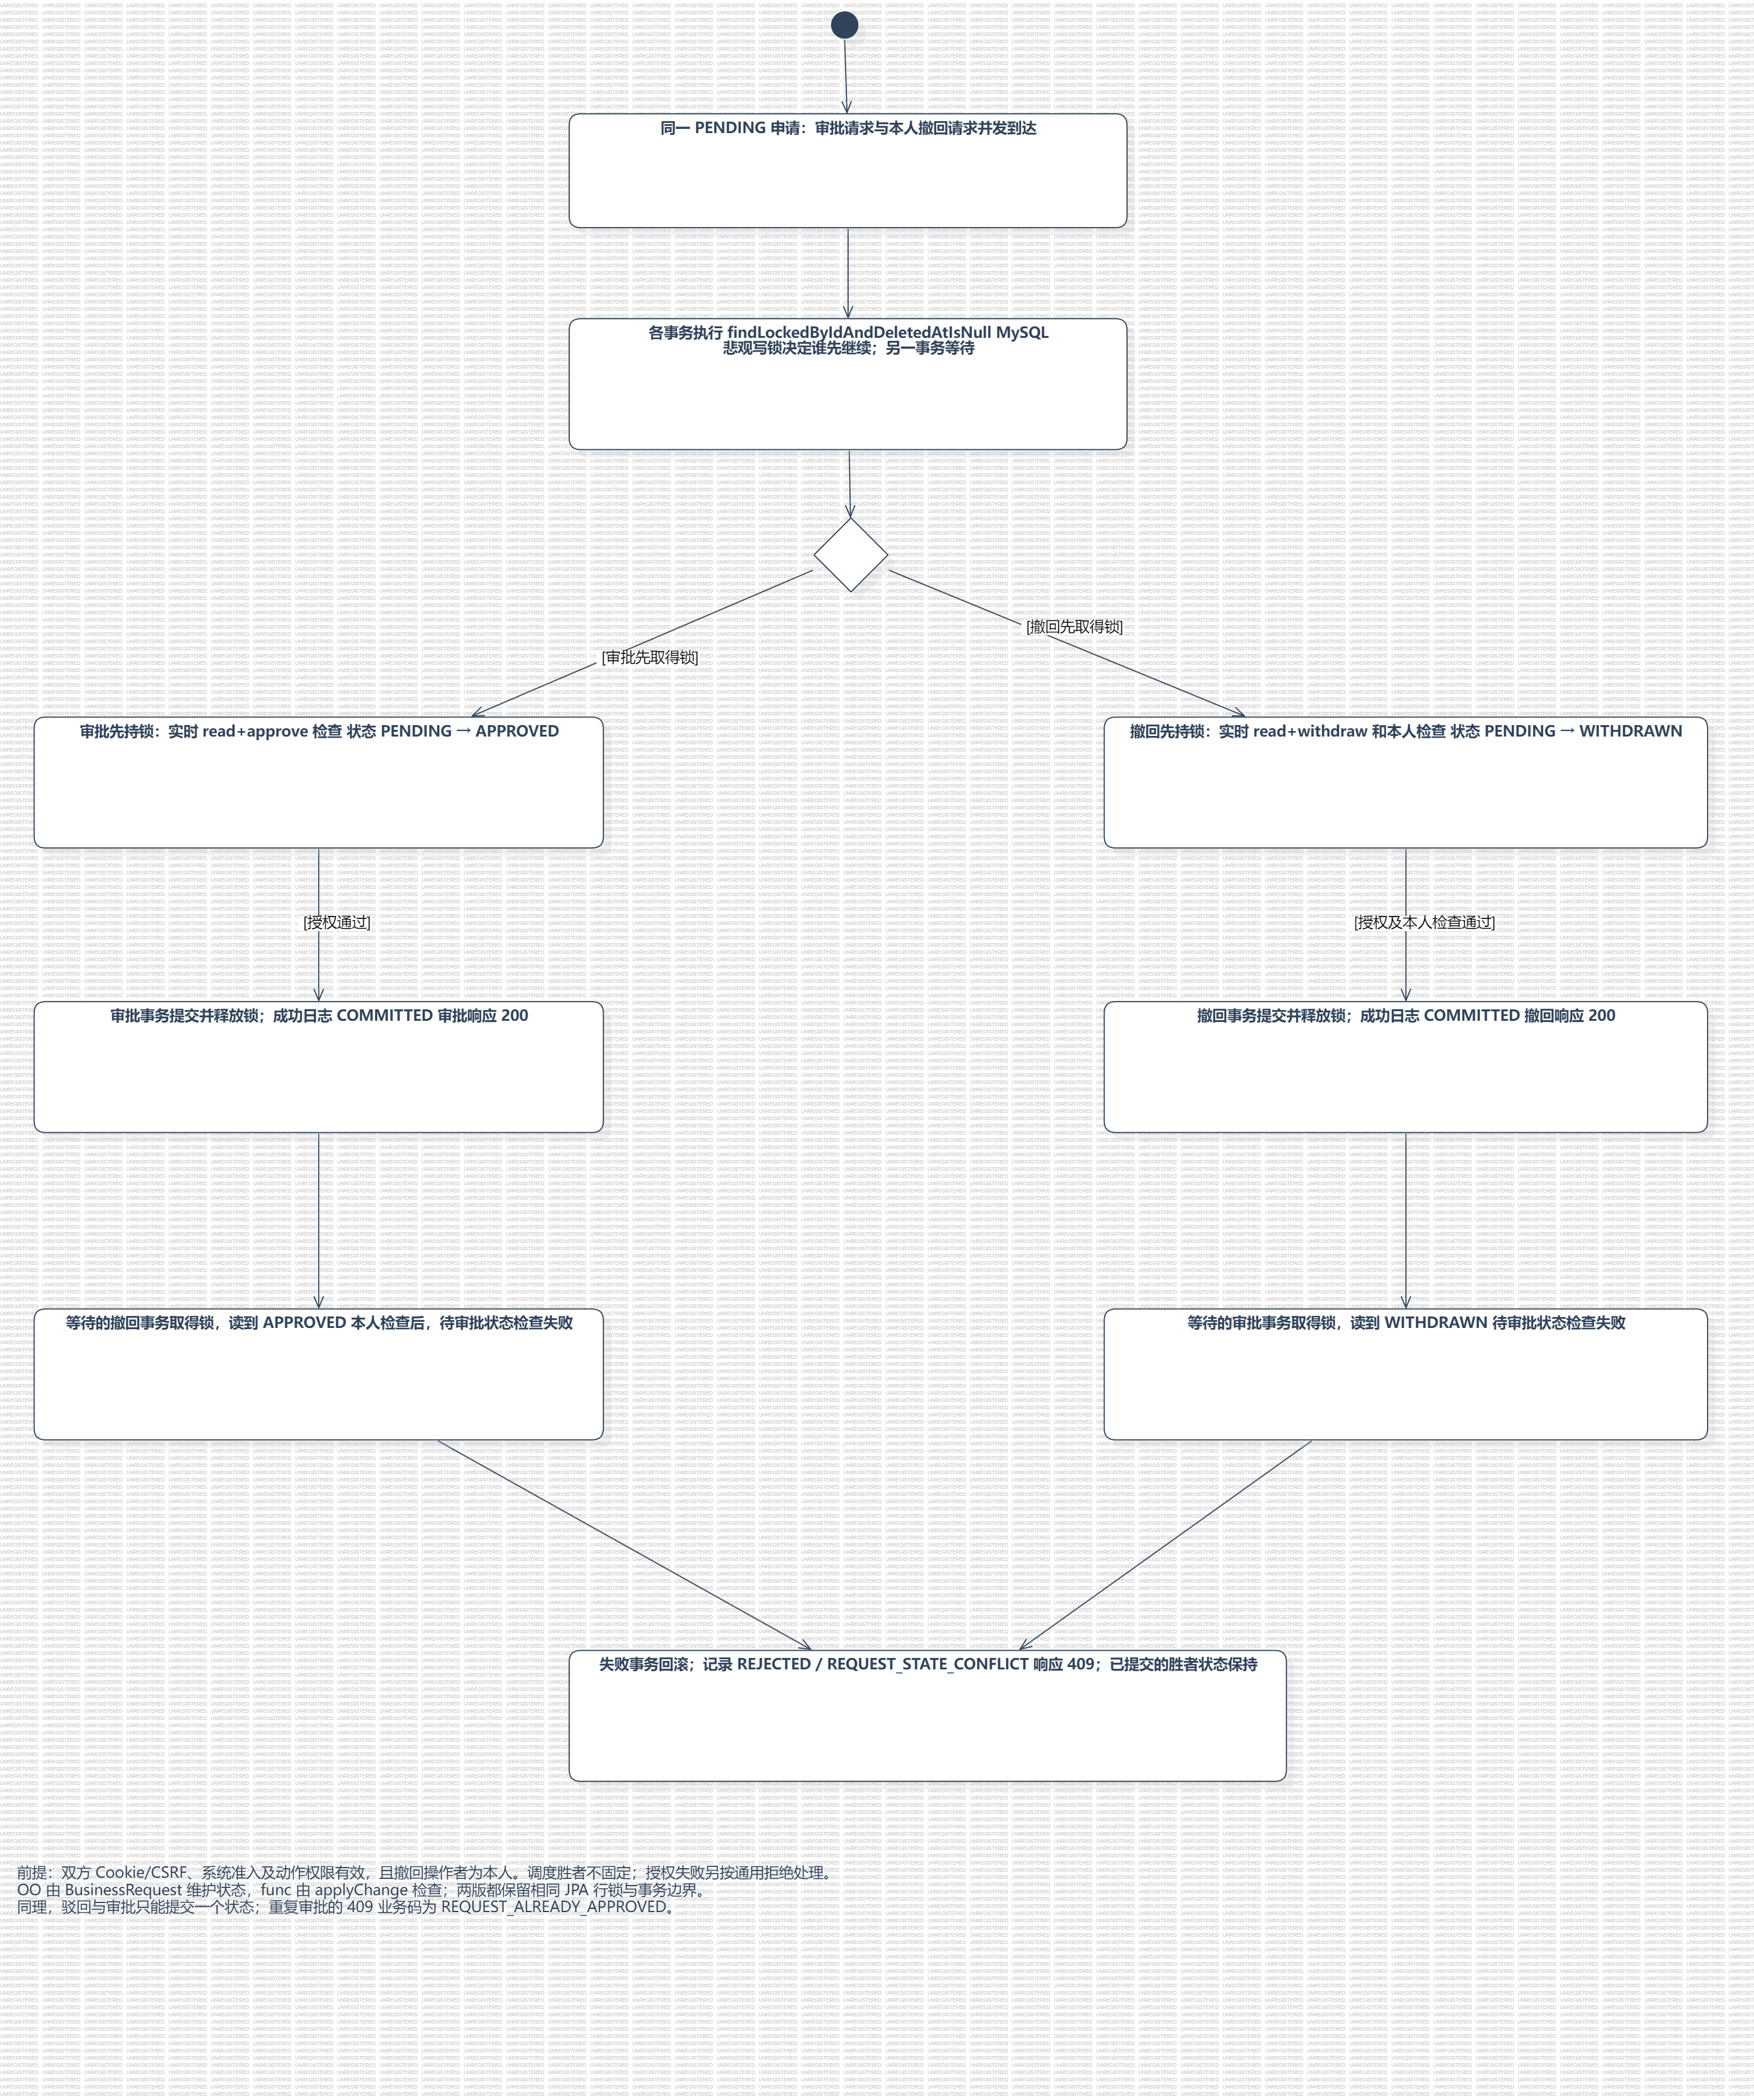 同一 PENDING 申请：审批请求与本人撤回请求并发到达
各事务执行 findLockedByIdAndDeletedAtIsNull MySQL
悲观写锁决定谁先继续；另一事务等待
[撤回先取得锁]
[审批先取得锁]
审批先持锁：实时 read+approve 检查 状态 PENDING → APPROVED
撤回先持锁：实时 read+withdraw 和本人检查 状态 PENDING → WITHDRAWN
[授权通过]
[授权及本人检查通过]
审批事务提交并释放锁；成功日志 COMMITTED 审批响应 200
撤回事务提交并释放锁；成功日志 COMMITTED 撤回响应 200
等待的撤回事务取得锁，读到 APPROVED 本人检查后，待审批状态检查失败
等待的审批事务取得锁，读到 WITHDRAWN 待审批状态检查失败
失败事务回滚；记录 REJECTED / REQUEST_STATE_CONFLICT 响应 409；已提交的胜者状态保持
前提：双方 Cookie/CSRF、系统准入及动作权限有效，且撤回操作者为本人。调度胜者不固定；授权失败另按通用拒绝处理。
OO 由 BusinessRequest 维护状态，func 由 applyChange 检查；两版都保留相同 JPA 行锁与事务边界。
同理，驳回与审批只能提交一个状态；重复审批的 409 业务码为 REQUEST_ALREADY_APPROVED。
UNREGISTERED